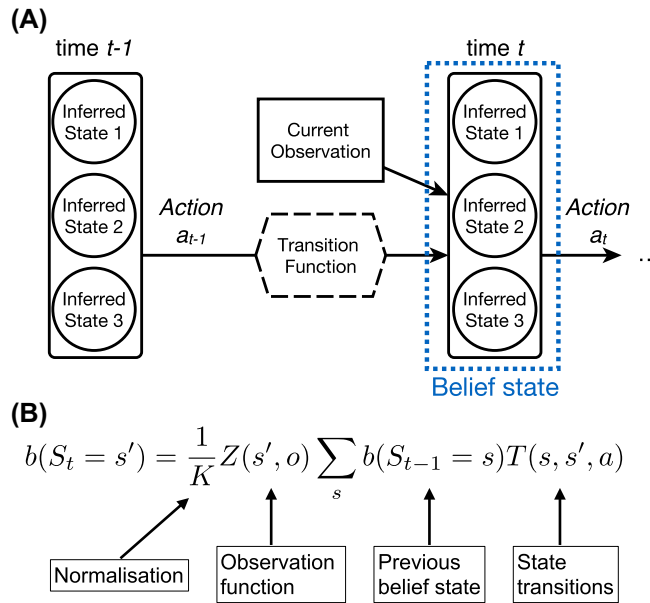 (A)
time t-1
time t
Inferred
State 1
Inferred
State 2
Inferred
State 3
Action
a_{t-1}
Current
Observation
Transition
Function
Inferred
State 1
Inferred
State 2
Inferred
State 3
Action
a_t
...
Belief state
(B)
b(S_t = s') = \frac{1}{K} Z(s', o) \sum_s b(S_{t-1} = s)T(s, s', a)
Normalisation
Observation
function
Previous
belief state
State
transitions